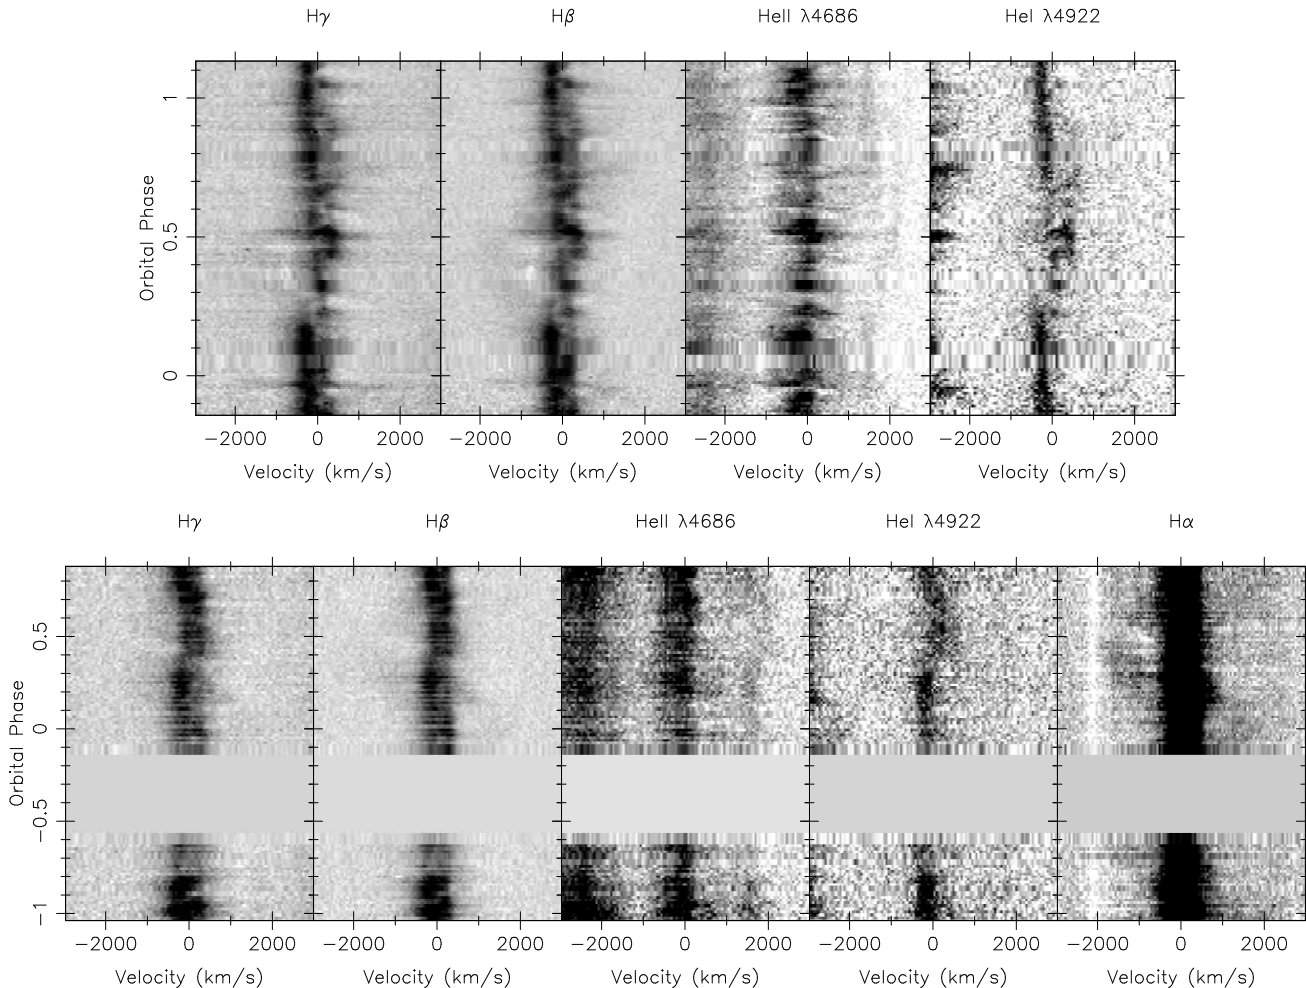 Hγ Hβ HeII λ4686 HeI λ4922
Orbital Phase
1
0.5
0
−2000 0 2000 −2000 0 2000 −2000 0 2000 −2000 0 2000
Velocity (km/s) Velocity (km/s) Velocity (km/s) Velocity (km/s)
Hγ Hβ HeII λ4686 HeI λ4922 Hα
Orbital Phase
0.5
0
−0.5
−1
−2000 0 2000 −2000 0 2000 −2000 0 2000 −2000 0 2000 −2000 0 2000
Velocity (km/s) Velocity (km/s) Velocity (km/s) Velocity (km/s) Velocity (km/s)